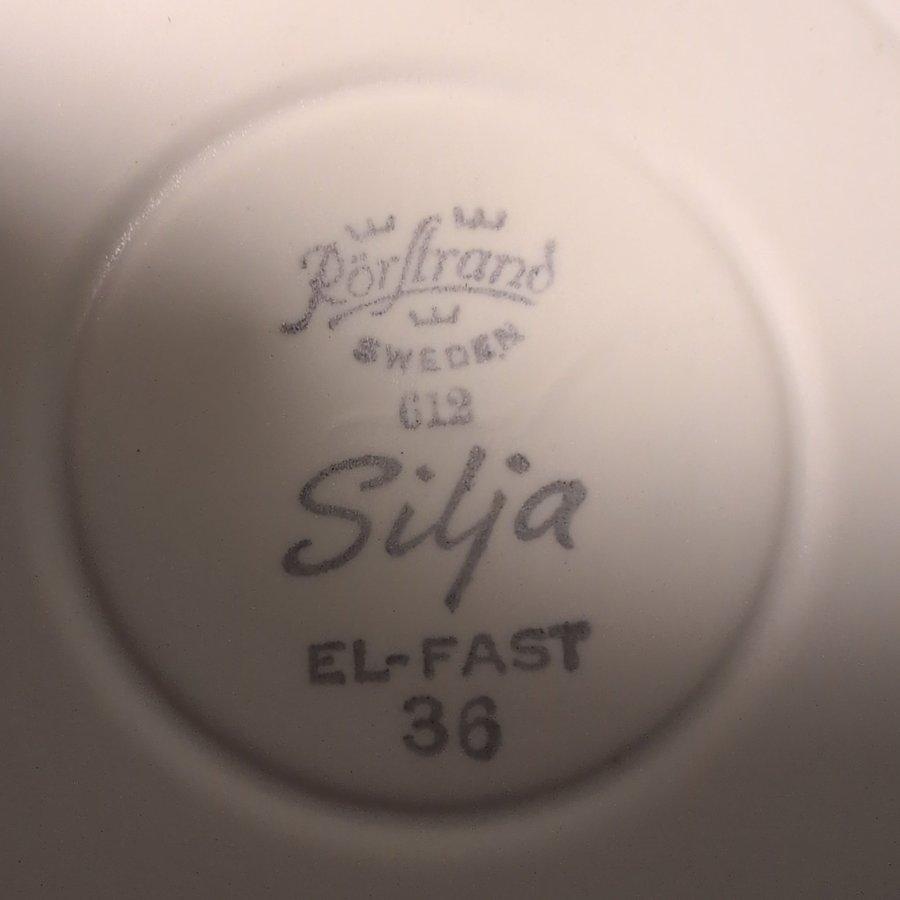 Rörstrand
SWEDEN
612
Silja
EL-FAST
36